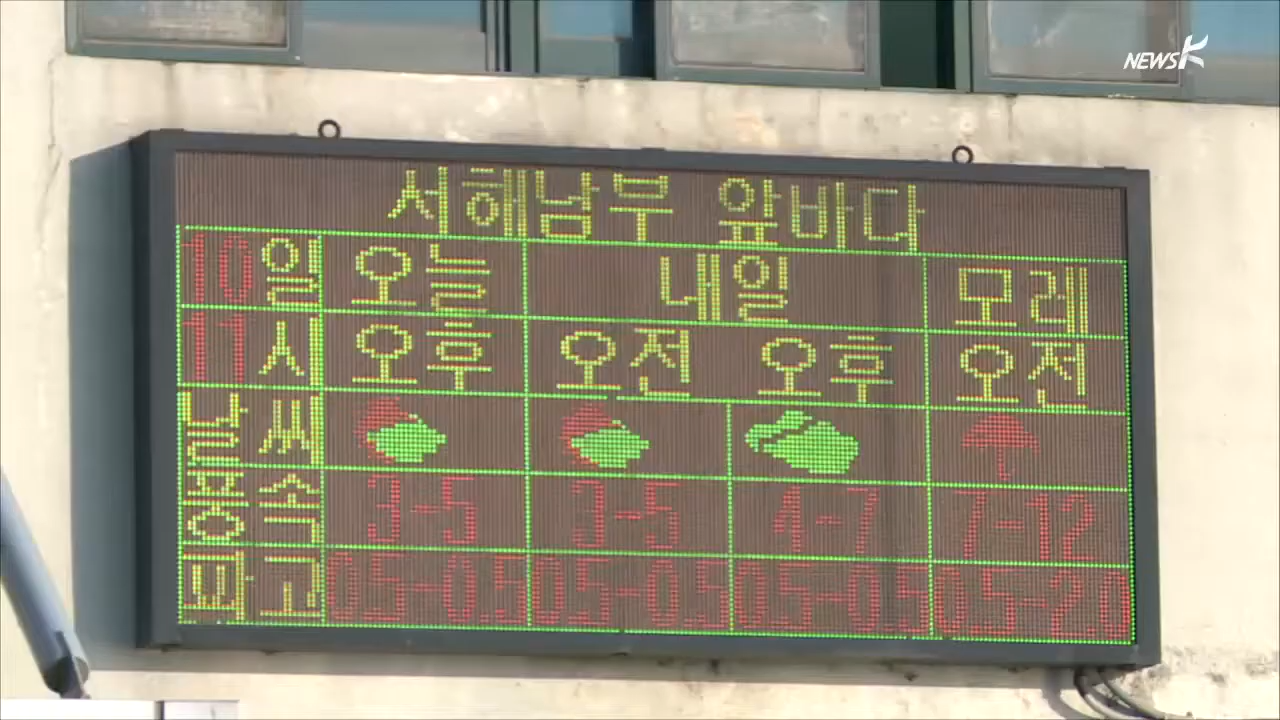 NEWSK
서해남부 앞바다
10일 오늘 내일 모레
11시 오후 오전 오후 오전
날씨
풍속 3-5 3-5 4-7 7-12
파고 0.5-0.5 0.5-0.5 0.5-0.5 0.5-2.0